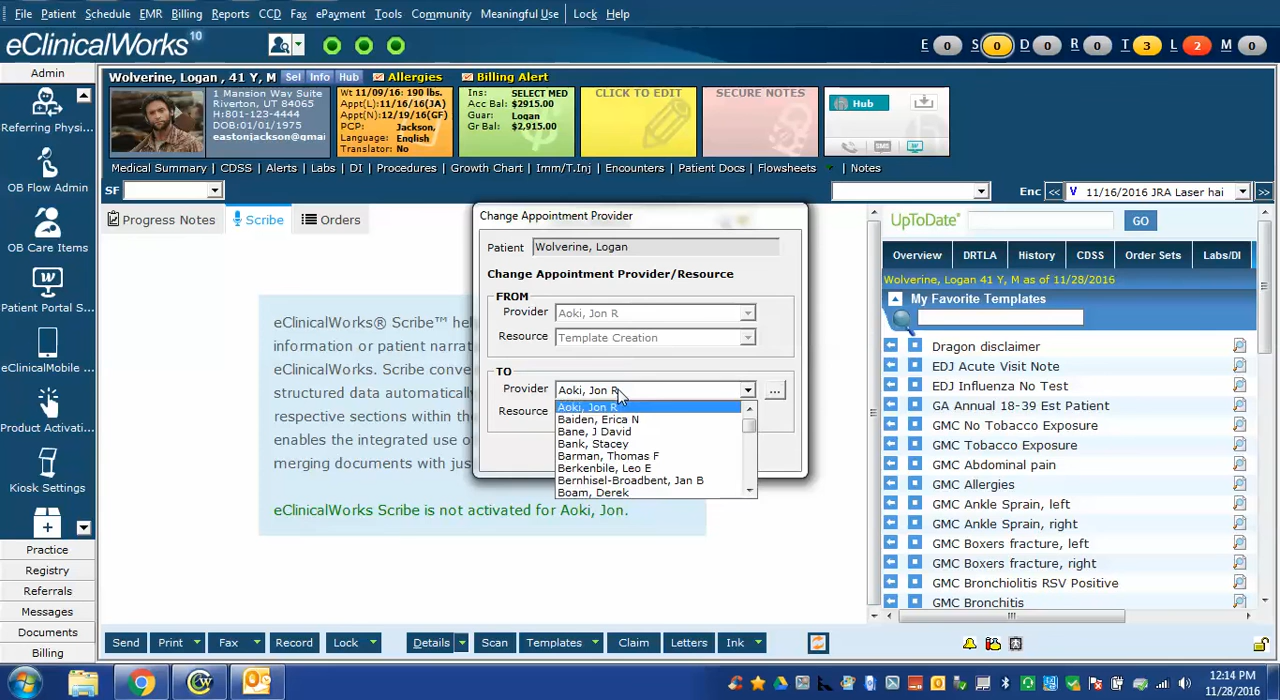 File Patient Schedule EMR Billing Reports CCD Fax ePayment Tools Community Meaningful Use Lock Help
eClinicalWorks 10
E 0 S 0 D 0 R 0 T 3 L 2 M 0
Admin
Wolverine, Logan , 41 Y, M Sel Info Hub Allergies Billing Alert
1 Mansion Way Suite
Riverton, UT 84065
H:801-123-4444
DOB:01/01/1975
eastonjackson@gmai
Wt 11/09/16: 190 lbs.
Appt(L):11/16/16(JA)
Appt(N):12/19/16(GF)
PCP: Jackson,
Language: English
Translator: No
Ins: SELECT MED
Acc Bal: $2915.00
Guar: Logan
Gr Bal: $2,915.00
CLICK TO EDIT
SECURE NOTES
Hub
SMS
Medical Summary CDSS Alerts Labs DI Procedures Growth Chart Imm/T.Inj Encounters Patient Docs Flowsheets Notes
SF
Enc << V 11/16/2016 JRA Laser hai >>
Referring Physi...
OB Flow Admin
OB Care Items
Patient Portal S...
eClinicalMobile ...
Product Activati...
Kiosk Settings
Practice
Registry
Referrals
Messages
Documents
Billing
Progress Notes Scribe Orders
eClinicalWorks® Scribe™ hel
information or patient narrat
eClinicalWorks. Scribe conver
structured data automatically
respective sections within the
enables the integrated use o
merging documents with jus
eClinicalWorks Scribe is not activated for Aoki, Jon.
Change Appointment Provider
Patient Wolverine, Logan
Change Appointment Provider/Resource
FROM
Provider Aoki, Jon R
Resource Template Creation
TO
Provider Aoki, Jon R ...
Resource
Aoki, Jon R
Baiden, Erica N
Bane, J David
Bank, Stacey
Barman, Thomas F
Berkenbile, Leo E
Bernhisel-Broadbent, Jan B
Boam, Derek
UpToDate GO
Overview DRTLA History CDSS Order Sets Labs/DI
Wolverine, Logan 41 Y, M as of 11/28/2016
My Favorite Templates
Dragon disclaimer
EDJ Acute Visit Note
EDJ Influenza No Test
GA Annual 18-39 Est Patient
GMC No Tobacco Exposure
GMC Tobacco Exposure
GMC Abdominal pain
GMC Allergies
GMC Ankle Sprain, left
GMC Ankle Sprain, right
GMC Boxers fracture, left
GMC Boxers fracture, right
GMC Bronchiolitis RSV Positive
GMC Bronchitis
Send Print Fax Record Lock Details Scan Templates Claim Letters Ink
12:14 PM
11/28/2016